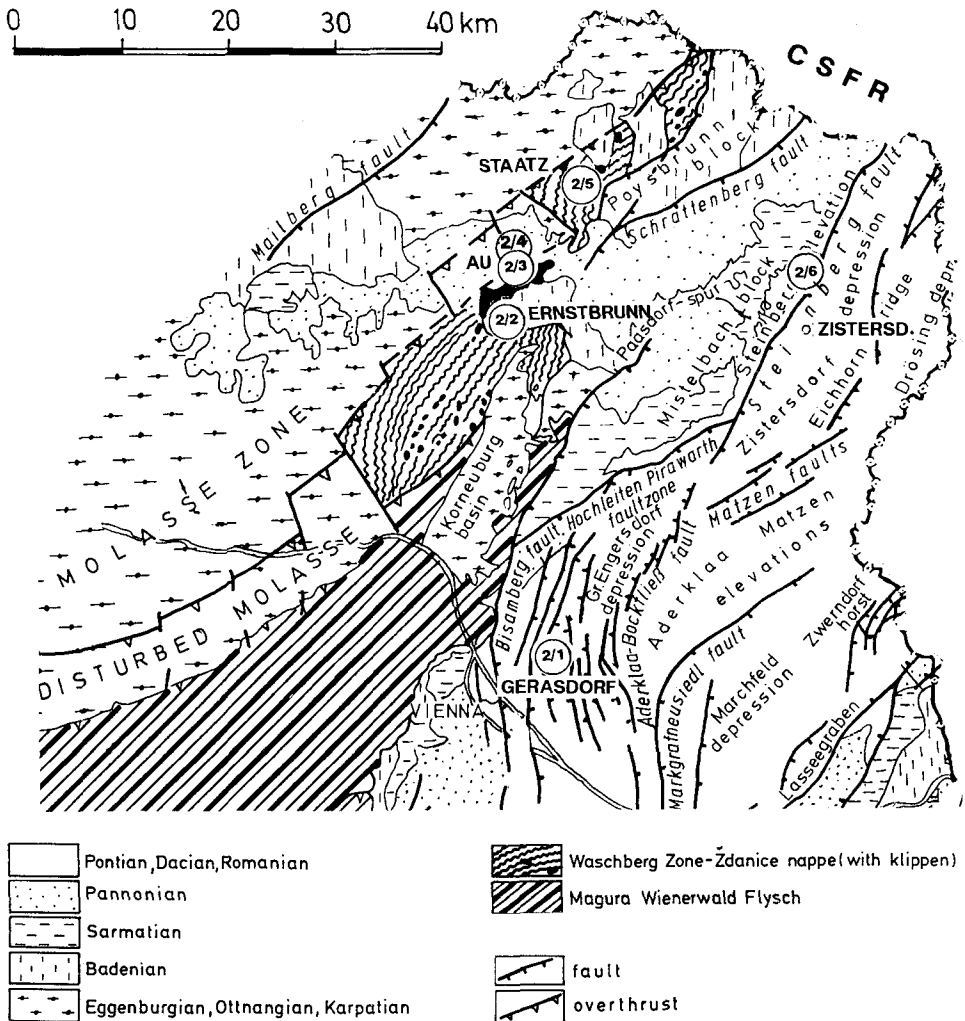 0 10 20 30 40 km
CSFR
Mailberg fault
STAATZ
2/5
Poysbrunn block
Schrattenberg fault
2/4
AU
2/3
2/2
ERNSTBRUNN
Paasdorf spur
Mistelbach block
Steinberg elevation
Steinberg fault
2/6
ZISTERSD.
Zistersdorf depression
Eichhorn ridge
Drösing depr.
MOLASSE ZONE
DISTURBED MOLASSE
Korneuburg basin
Bisamberg fault
Hochleiten Pirawarth faultzone
Gr.Engersdorf depression
Aderklaa-Bockfließ fault
Matzen faults
Aderklaa Matzen elevations
2/1
GERASDORF
VIENNA
Markgrafneusiedl fault
Marchfeld depression
Zwerndorf horst
Lasseegraben
Pontian, Dacian, Romanian
Pannonian
Sarmatian
Badenian
Eggenburgian, Ottnangian, Karpatian
Waschberg Zone-Ždanice nappe (with klippen)
Magura Wienerwald Flysch
fault
overthrust